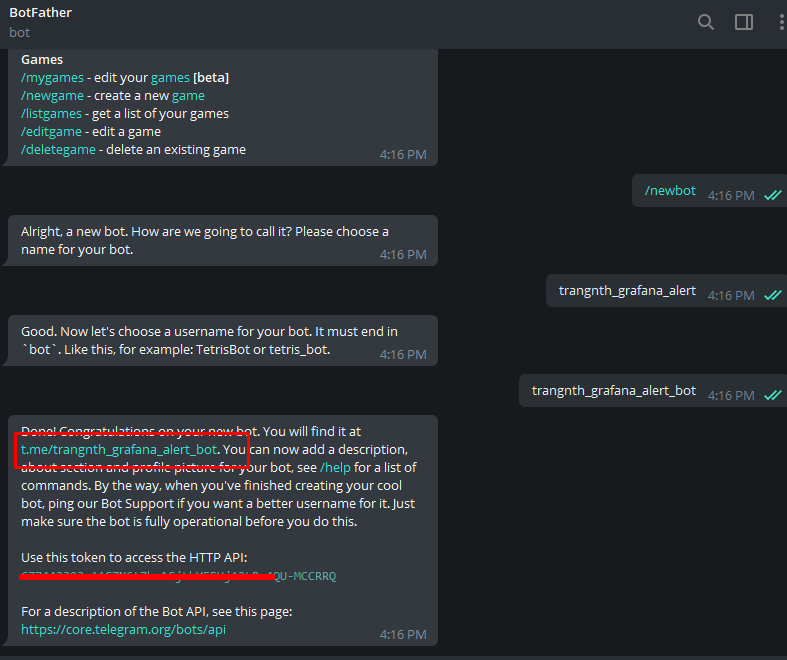 BotFather
bot
Games
/mygames - edit your games [beta]
/newgame - create a new game
/listgames - get a list of your games
/editgame - edit a game
/deletegame - delete an existing game
4:16 PM
/newbot
4:16 PM
Alright, a new bot. How are we going to call it? Please choose a
name for your bot.
4:16 PM
trangnth_grafana_alert
4:16 PM
Good. Now let's choose a username for your bot. It must end in
`bot`. Like this, for example: TetrisBot or tetris_bot.
4:16 PM
trangnth_grafana_alert_bot
4:16 PM
Done! Congratulations on your new bot. You will find it at
t.me/trangnth_grafana_alert_bot. You can now add a description,
about section and profile picture for your bot, see /help for a list of
commands. By the way, when you've finished creating your cool
bot, ping our Bot Support if you want a better username for it. Just
make sure the bot is fully operational before you do this.
Use this token to access the HTTP API:
QU-MCCRRQ
For a description of the Bot API, see this page:
https://core.telegram.org/bots/api
4:16 PM